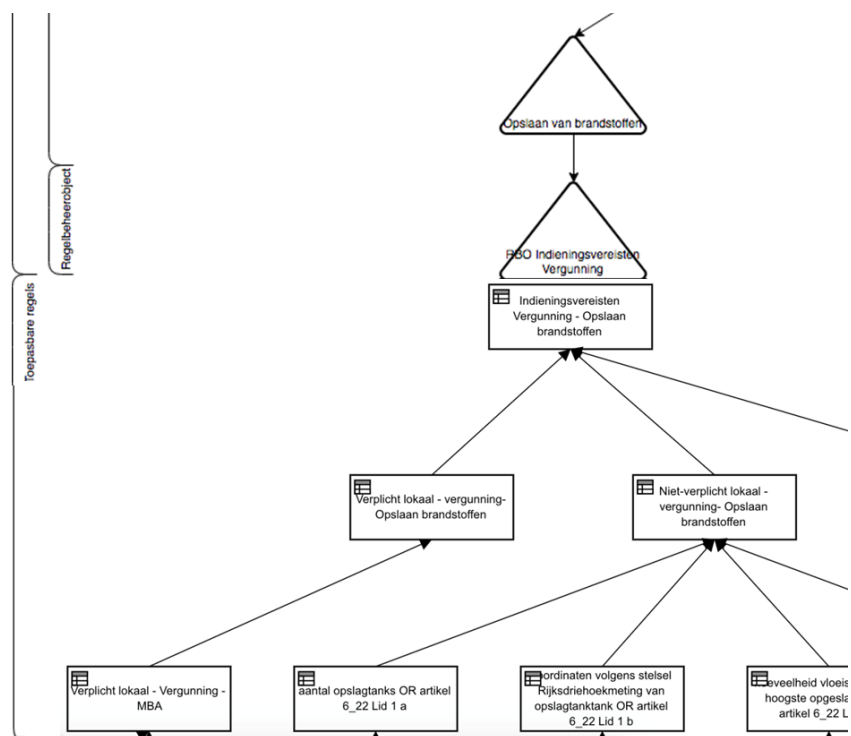 Opslaan van brandstoffen
Regelbeheerobject
RBO Indieningsvereisten
Vergunning
Toepasbare regels
Indieningsvereisten
Vergunning - Opslaan
brandstoffen
Verplicht lokaal - vergunning-
Opslaan brandstoffen
Niet-verplicht lokaal -
vergunning- Opslaan
brandstoffen
Verplicht lokaal - Vergunning -
MBA
aantal opslagtanks OR artikel
6_22 Lid 1 a
ordinaten volgens stelsel
Rijksdriehoekmeting van
opslagtanktank OR artikel
6_22 Lid 1 b
eveelheid vloeis
hoogste opgesla
artikel 6_22 L